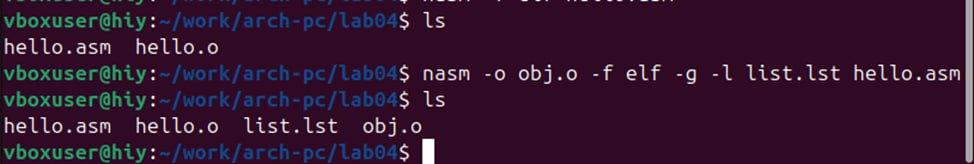 vboxuser@hiy:~/work/arch-pc/lab04$ ls
hello.asm  hello.o
vboxuser@hiy:~/work/arch-pc/lab04$ nasm -o obj.o -f elf -g -l list.lst hello.asm
vboxuser@hiy:~/work/arch-pc/lab04$ ls
hello.asm  hello.o  list.lst  obj.o
vboxuser@hiy:~/work/arch-pc/lab04$